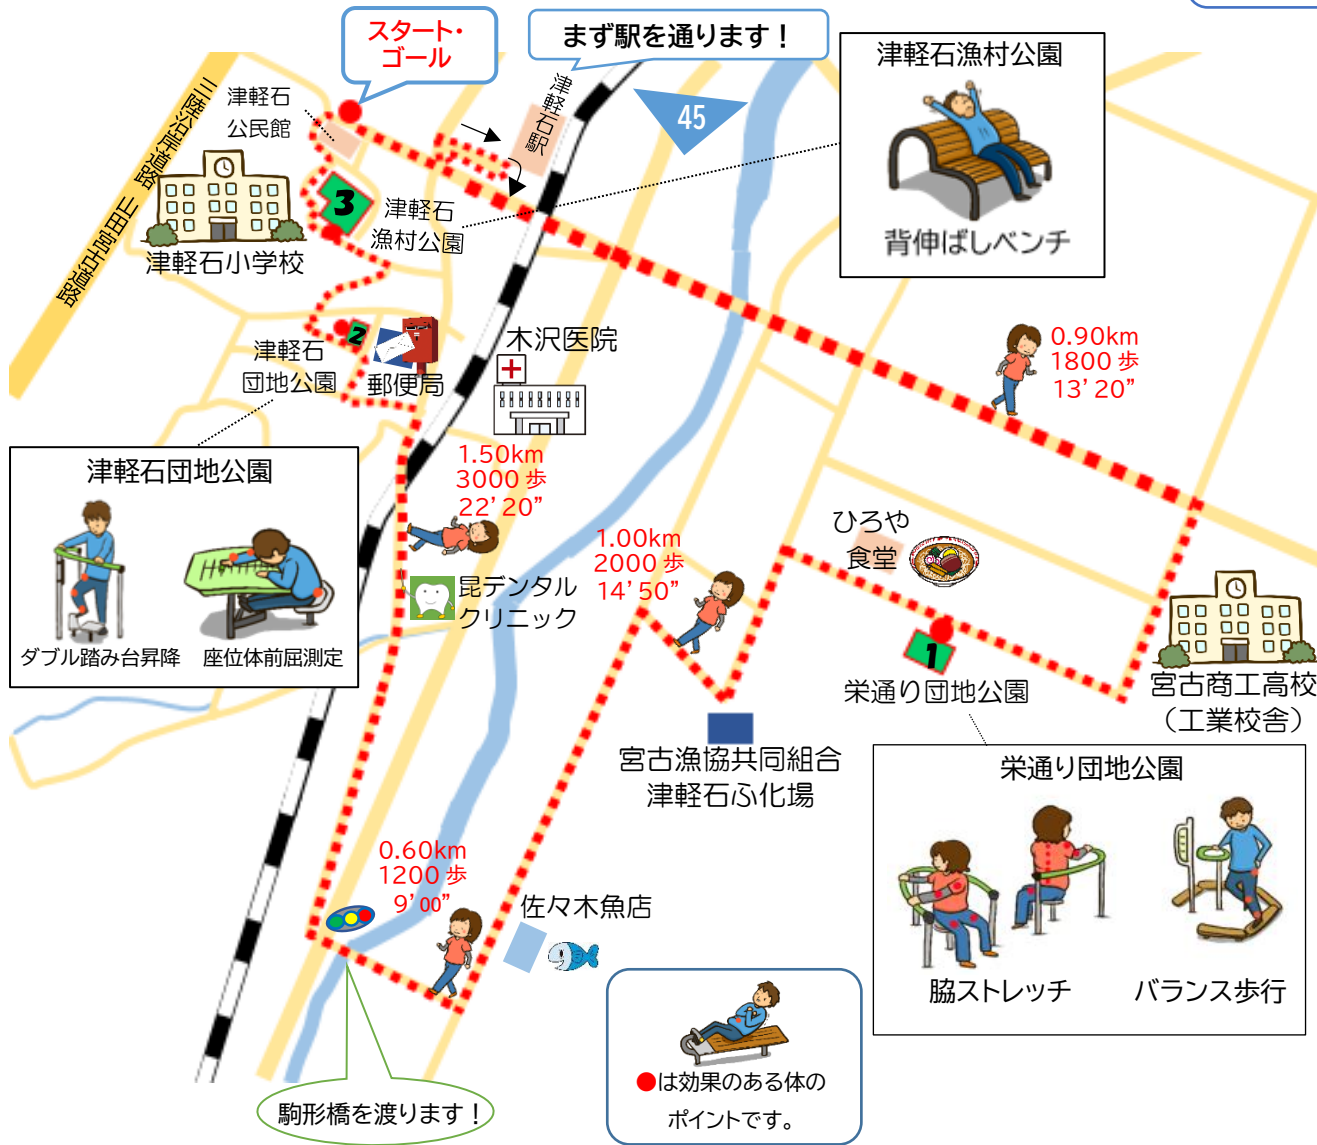 スタート・
ゴール
まず駅を通ります！
津軽石漁村公園
背伸ばしベンチ
三陸沿岸道路 山田宮古道路
津軽石
公民館
津軽石駅
45
3
津軽石
漁村公園
津軽石小学校
2
津軽石
団地公園
郵便局
木沢医院
0.90km
1800 歩
13’ 20”
津軽石団地公園
ダブル踏み台昇降
座位体前屈測定
1.50km
3000 歩
22’ 20”
1.00km
2000 歩
14’ 50”
ひろや
食堂
昆デンタル
クリニック
1
栄通り団地公園
宮古商工高校
（工業校舎）
宮古漁協共同組合
津軽石ふ化場
栄通り団地公園
脇ストレッチ
バランス歩行
0.60km
1200 歩
9’ 00”
佐々木魚店
駒形橋を渡ります！
●は効果のある体の
ポイントです。